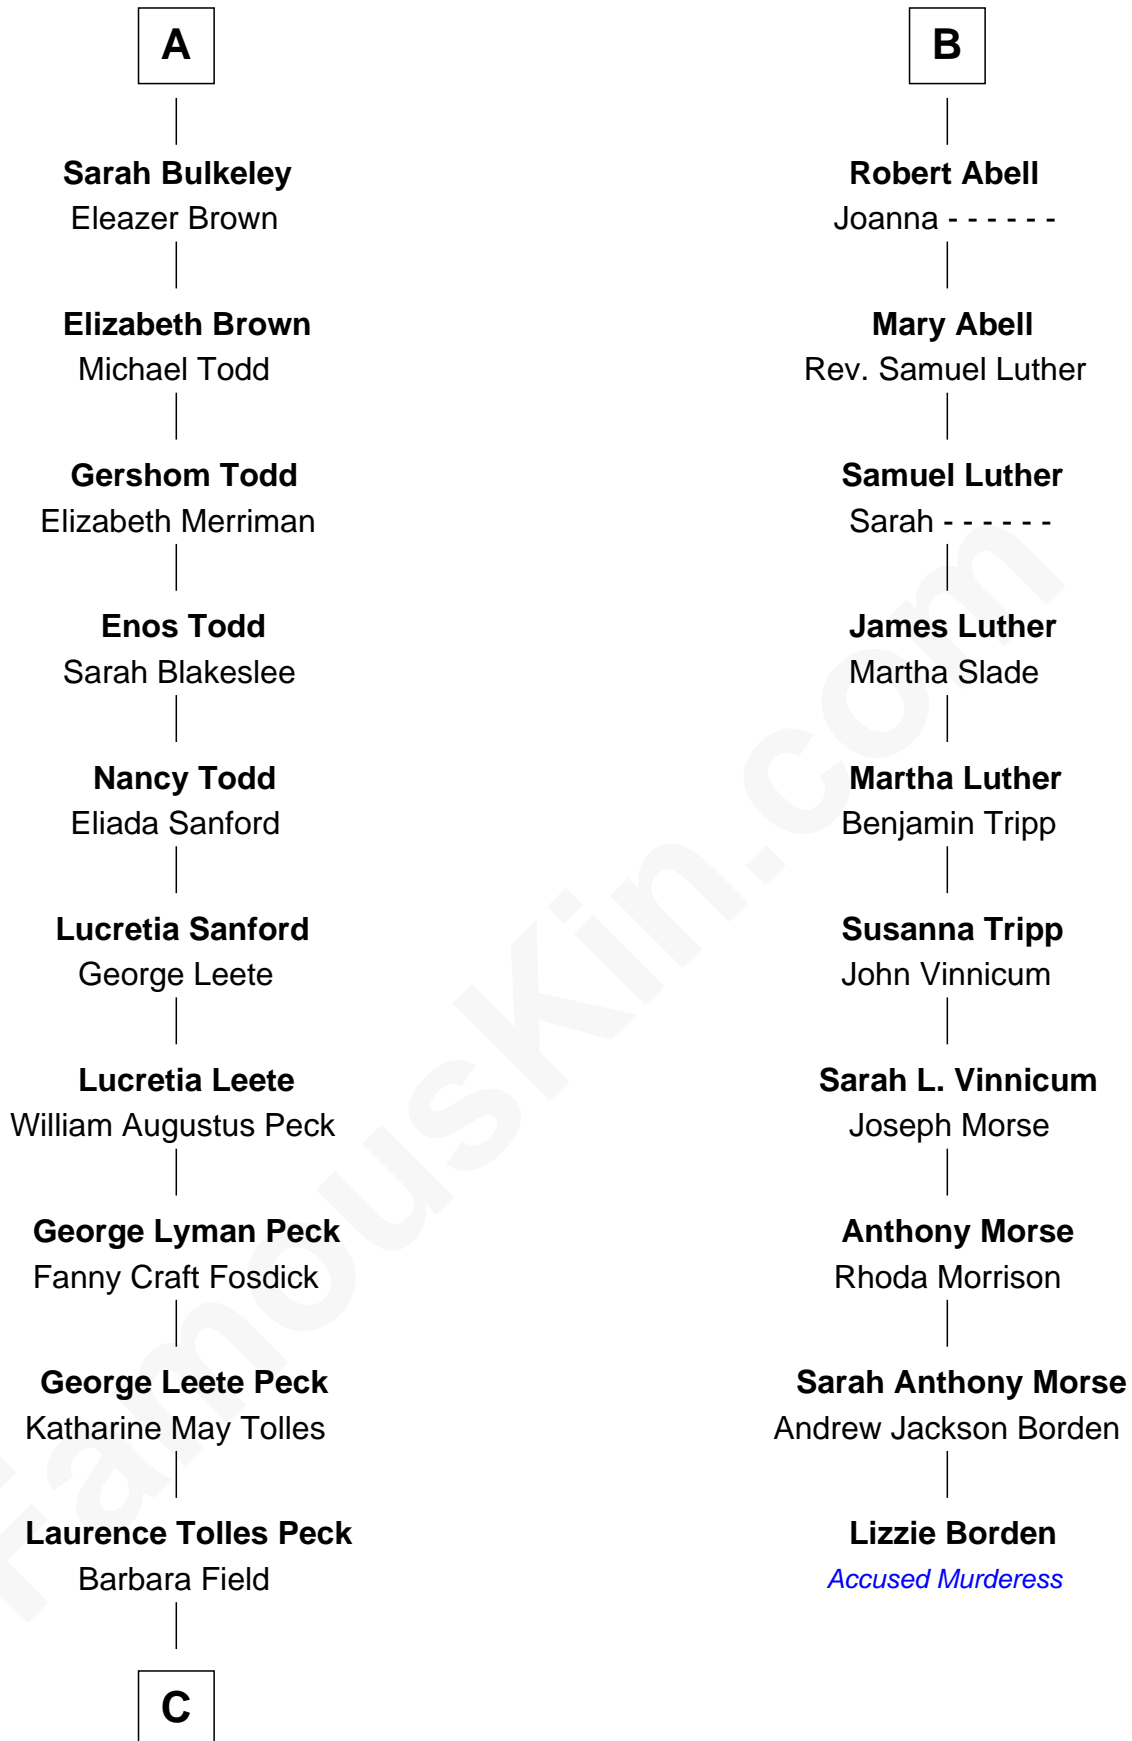 A
Sarah Bulkeley
Eleazer Brown
Elizabeth Brown
Michael Todd
Gershom Todd
Elizabeth Merriman
Enos Todd
Sarah Blakeslee
Nancy Todd
Eliada Sanford
Lucretia Sanford
George Leete
Lucretia Leete
William Augustus Peck
George Lyman Peck
Fanny Craft Fosdick
George Leete Peck
Katharine May Tolles
Laurence Tolles Peck
Barbara Field
C
B
Robert Abell
Joanna - - - - - -
Mary Abell
Rev. Samuel Luther
Samuel Luther
Sarah - - - - - -
James Luther
Martha Slade
Martha Luther
Benjamin Tripp
Susanna Tripp
John Vinnicum
Sarah L. Vinnicum
Joseph Morse
Anthony Morse
Rhoda Morrison
Sarah Anthony Morse
Andrew Jackson Borden
Lizzie Borden
Accused Murderess
FamousKin.com